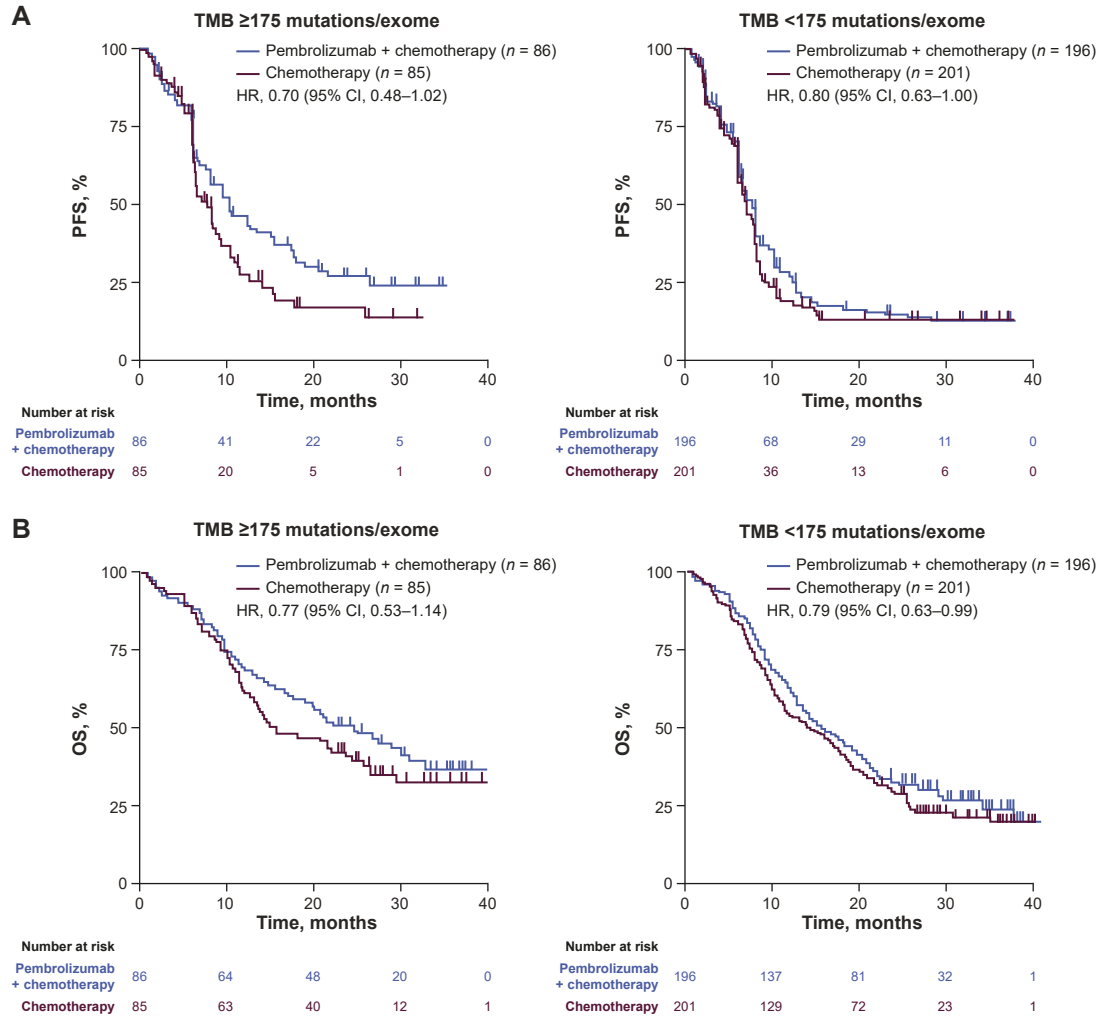 A
TMB ≥175 mutations/exome
Pembrolizumab + chemotherapy (n = 86)
Chemotherapy (n = 85)
HR, 0.70 (95% CI, 0.48–1.02)
100
75
50
25
0
PFS, %
0 10 20 30 40
Time, months
Number at risk
Pembrolizumab
+ chemotherapy
86 41 22 5 0
Chemotherapy 85 20 5 1 0
TMB <175 mutations/exome
Pembrolizumab + chemotherapy (n = 196)
Chemotherapy (n = 201)
HR, 0.80 (95% CI, 0.63–1.00)
100
75
50
25
0
PFS, %
0 10 20 30 40
Time, months
Number at risk
Pembrolizumab
+ chemotherapy
196 68 29 11 0
Chemotherapy 201 36 13 6 0
B
TMB ≥175 mutations/exome
Pembrolizumab + chemotherapy (n = 86)
Chemotherapy (n = 85)
HR, 0.77 (95% CI, 0.53–1.14)
100
75
50
25
0
OS, %
0 10 20 30 40
Time, months
Number at risk
Pembrolizumab
+ chemotherapy
86 64 48 20 0
Chemotherapy 85 63 40 12 1
TMB <175 mutations/exome
Pembrolizumab + chemotherapy (n = 196)
Chemotherapy (n = 201)
HR, 0.79 (95% CI, 0.63–0.99)
100
75
50
25
0
OS, %
0 10 20 30 40
Time, months
Number at risk
Pembrolizumab
+ chemotherapy
196 137 81 32 1
Chemotherapy 201 129 72 23 1